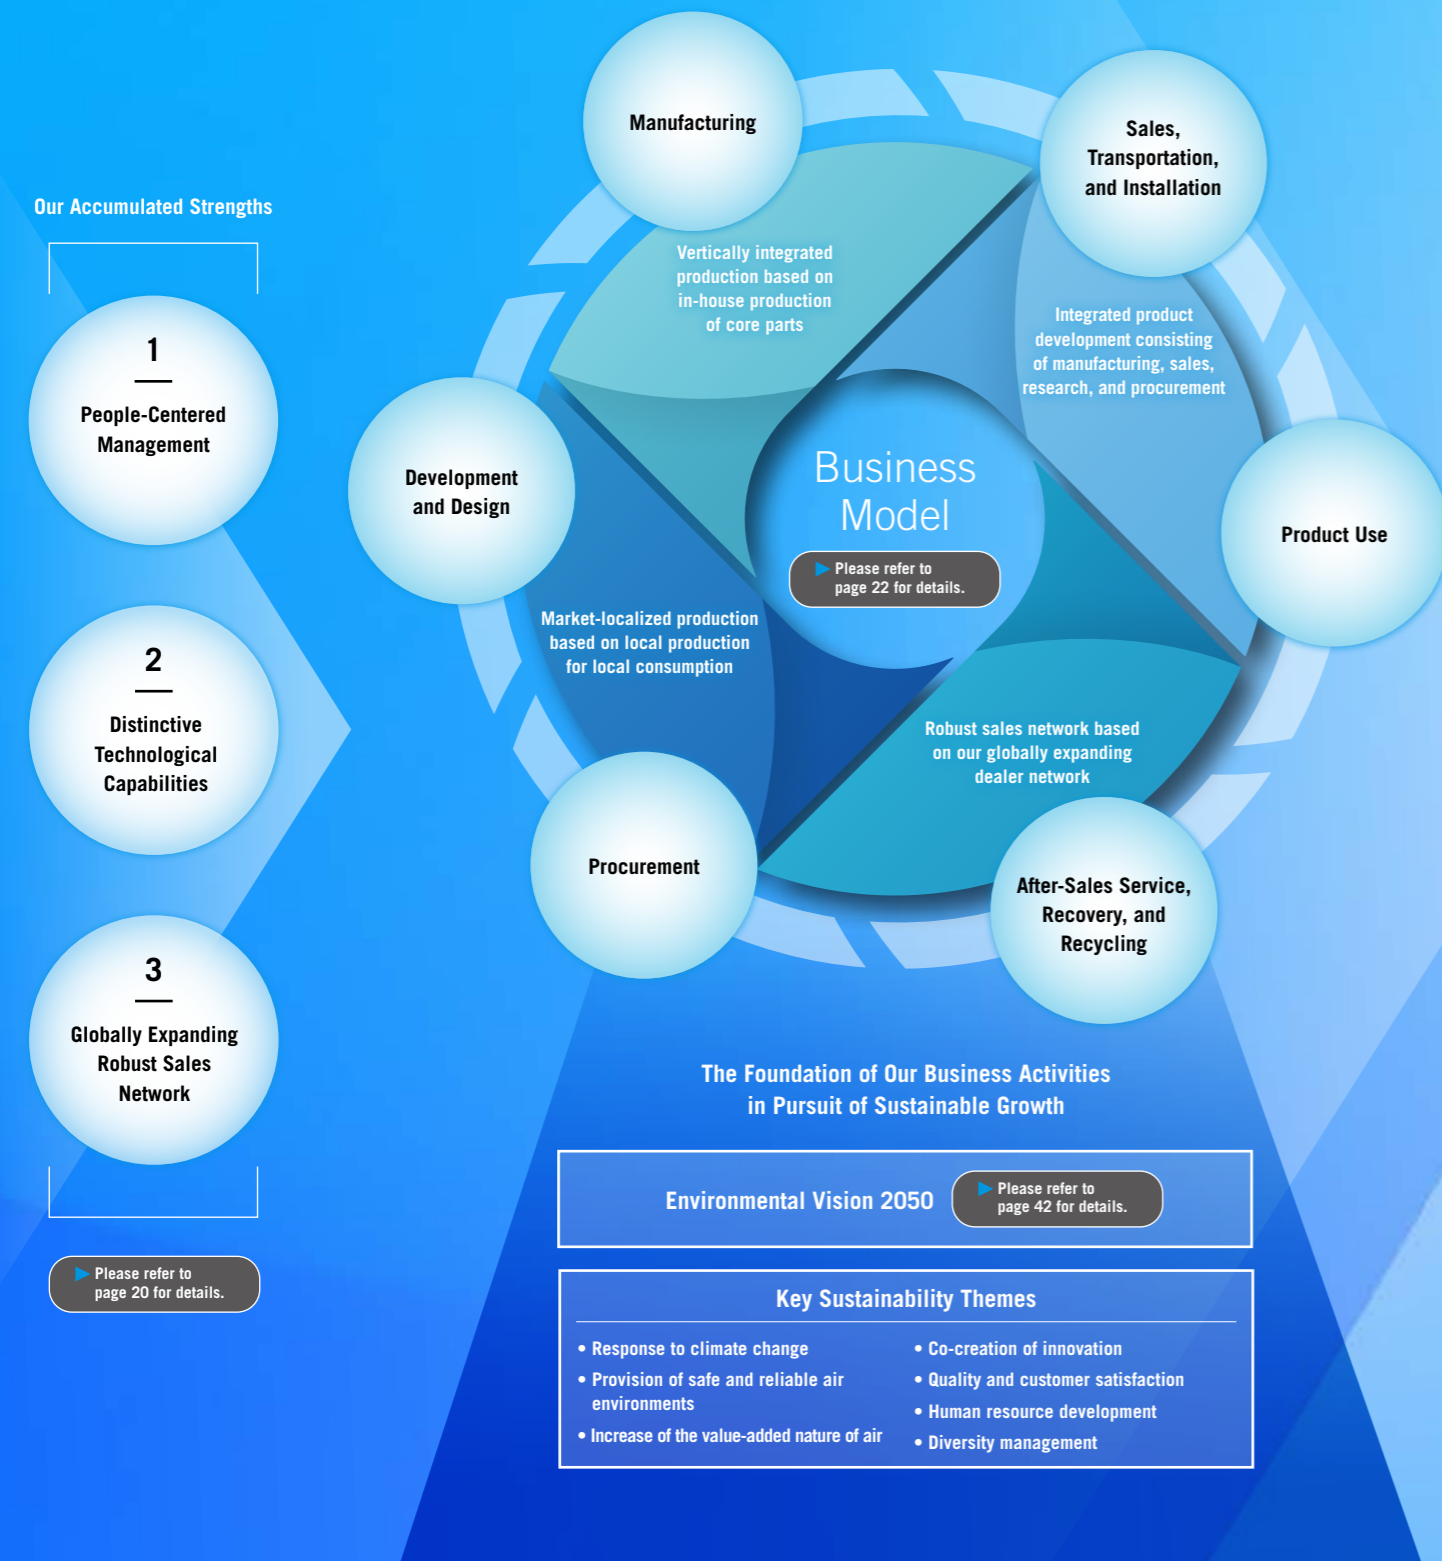 Our Accumulated Strengths
1
People-Centered
Management
2
Distinctive
Technological
Capabilities
3
Globally Expanding
Robust Sales
Network
Please refer to
page 20 for details.
Manufacturing
Sales,
Transportation,
and Installation
Vertically integrated
production based on
in-house production
of core parts
Integrated product
development consisting
of manufacturing, sales,
research, and procurement
Development
and Design
Business
Model
Please refer to
page 22 for details.
Product Use
Market-localized production
based on local production
for local consumption
Robust sales network based
on our globally expanding
dealer network
Procurement
After-Sales Service,
Recovery, and
Recycling
The Foundation of Our Business Activities
in Pursuit of Sustainable Growth
Environmental Vision 2050
Please refer to
page 42 for details.
Key Sustainability Themes
• Response to climate change
• Provision of safe and reliable air
environments
• Increase of the value-added nature of air
• Co-creation of innovation
• Quality and customer satisfaction
• Human resource development
• Diversity management